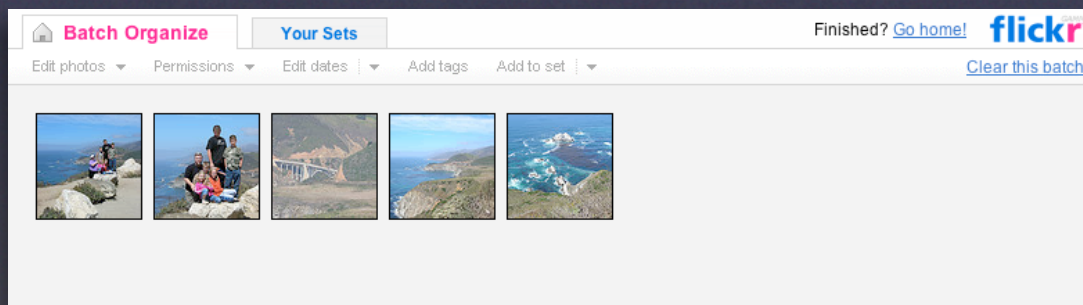 Batch Organize
Your Sets
Finished? Go home!
flickr
GAMMA
Edit photos
Permissions
Edit dates
Add tags
Add to set
Clear this batch